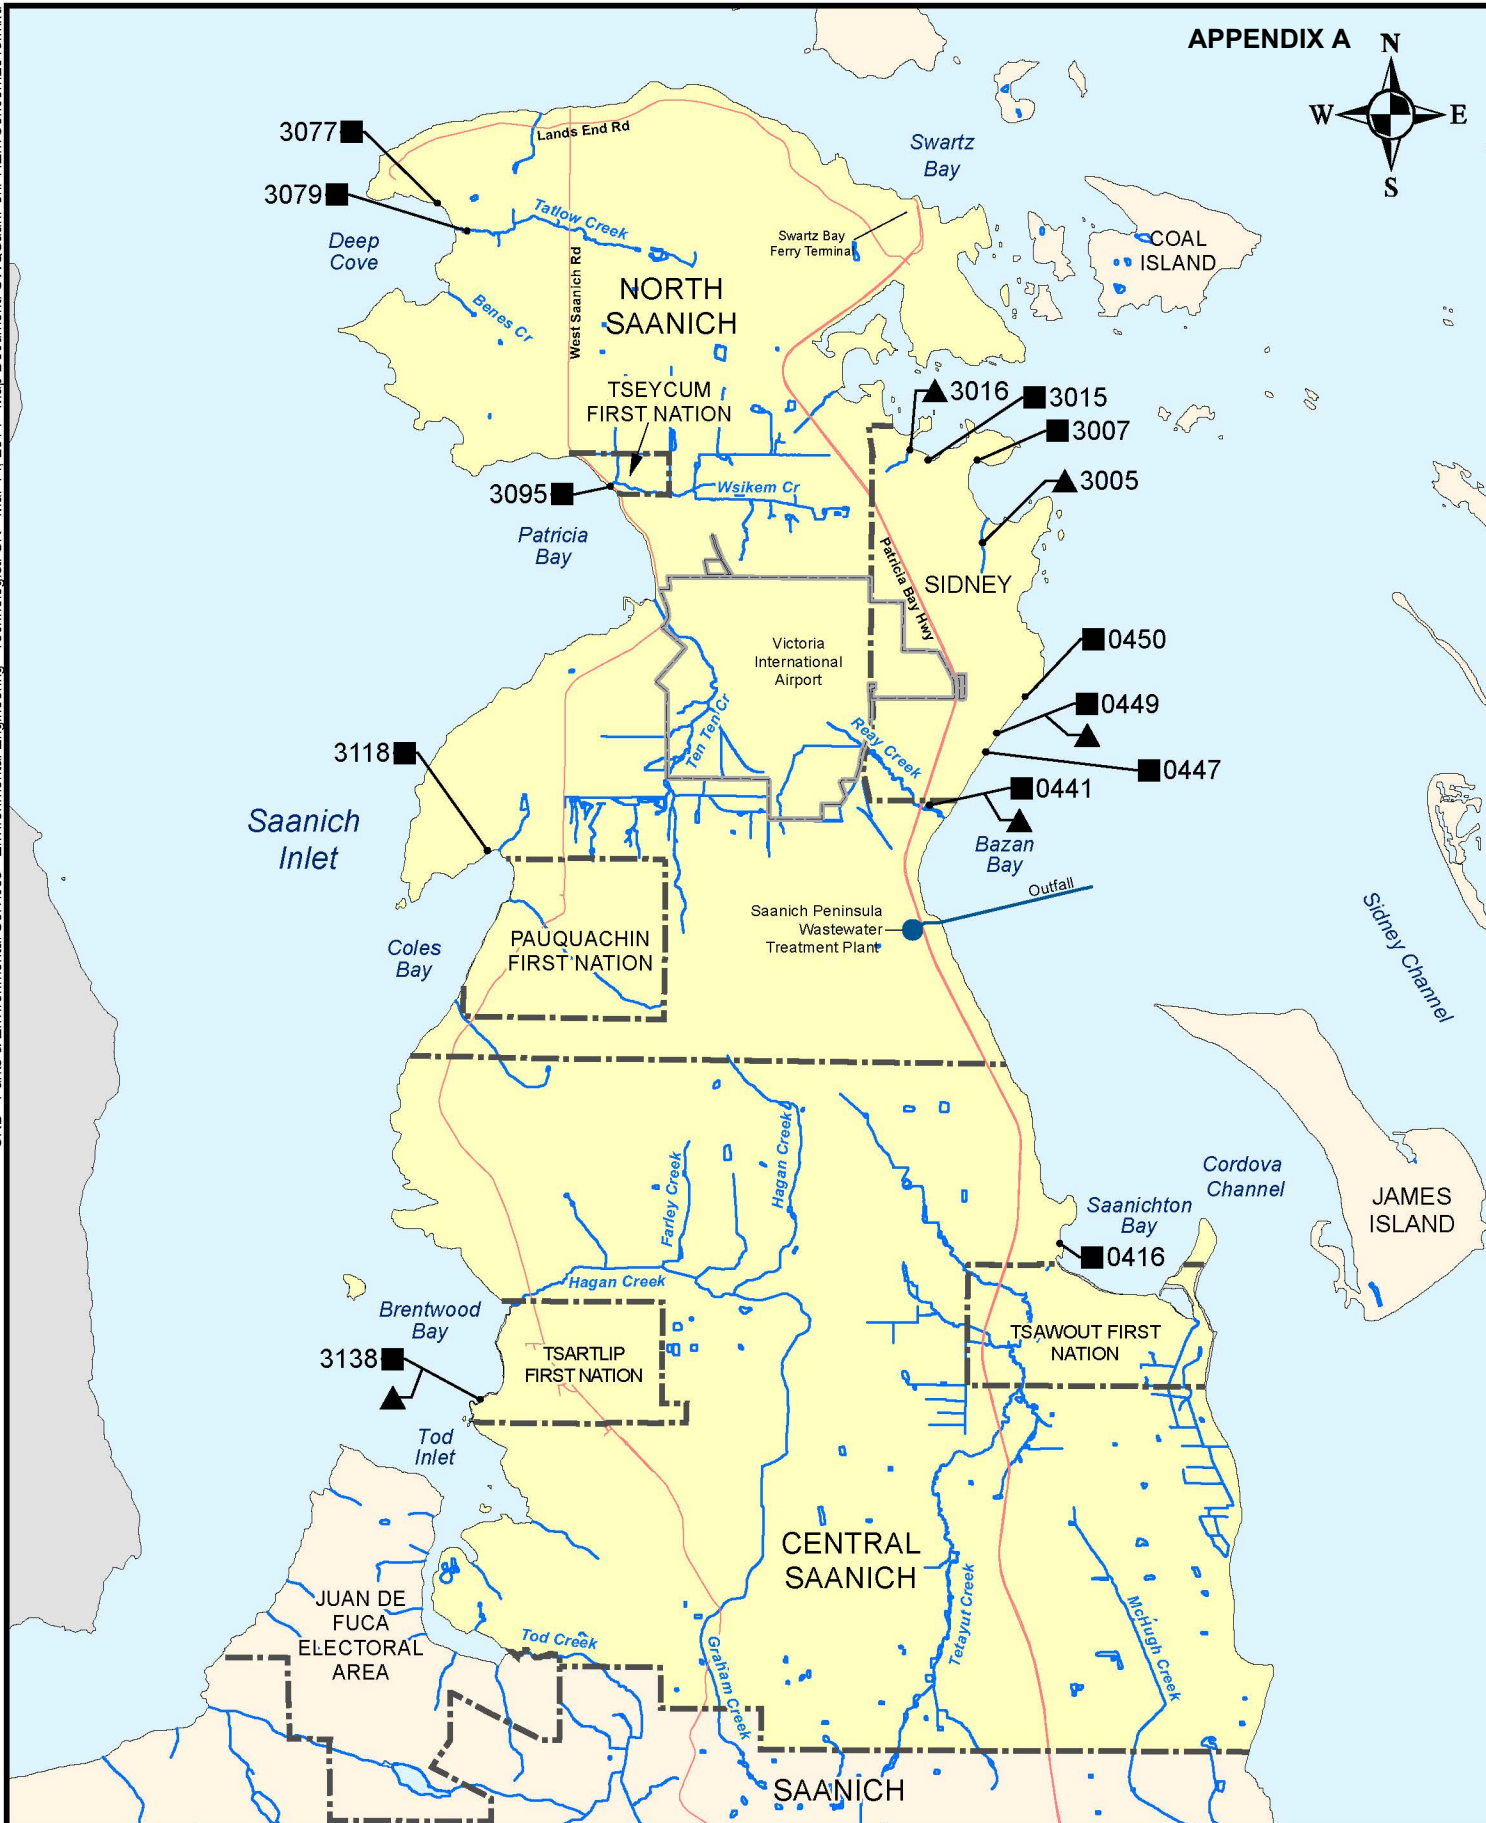 APPENDIX A
N
W
E
S
3077
Lands End Rd
Swartz
Bay
3079
Tatlow Creek
Deep
Cove
Swartz Bay
Ferry Terminal
COAL
ISLAND
West Saanich Rd
NORTH
SAANICH
Benes Cr
TSEYCUM
FIRST NATION
3016
3015
3007
3005
3095
Wsikem Cr
Patricia
Bay
Patricia Bay Hwy
SIDNEY
Victoria
International
Airport
0450
0449
Ten Ten Cr
Reay Creek
3118
0447
0441
Saanich
Inlet
Bazan
Bay
Outfall
Saanich Peninsula
Wastewater
Treatment Plant
Sidney Channel
Coles
Bay
PAUQUACHIN
FIRST NATION
Hagan Creek
Farley Creek
Cordova
Channel
Saanichton
Bay
JAMES
ISLAND
0416
Hagan Creek
Brentwood
Bay
TSAWOUT FIRST
NATION
3138
TSARTLIP
FIRST NATION
Tod
Inlet
CENTRAL
SAANICH
JUAN DE
FUCA
ELECTORAL
AREA
Tod Creek
Graham Creek
Tetayut Creek
McHugh Creek
SAANICH